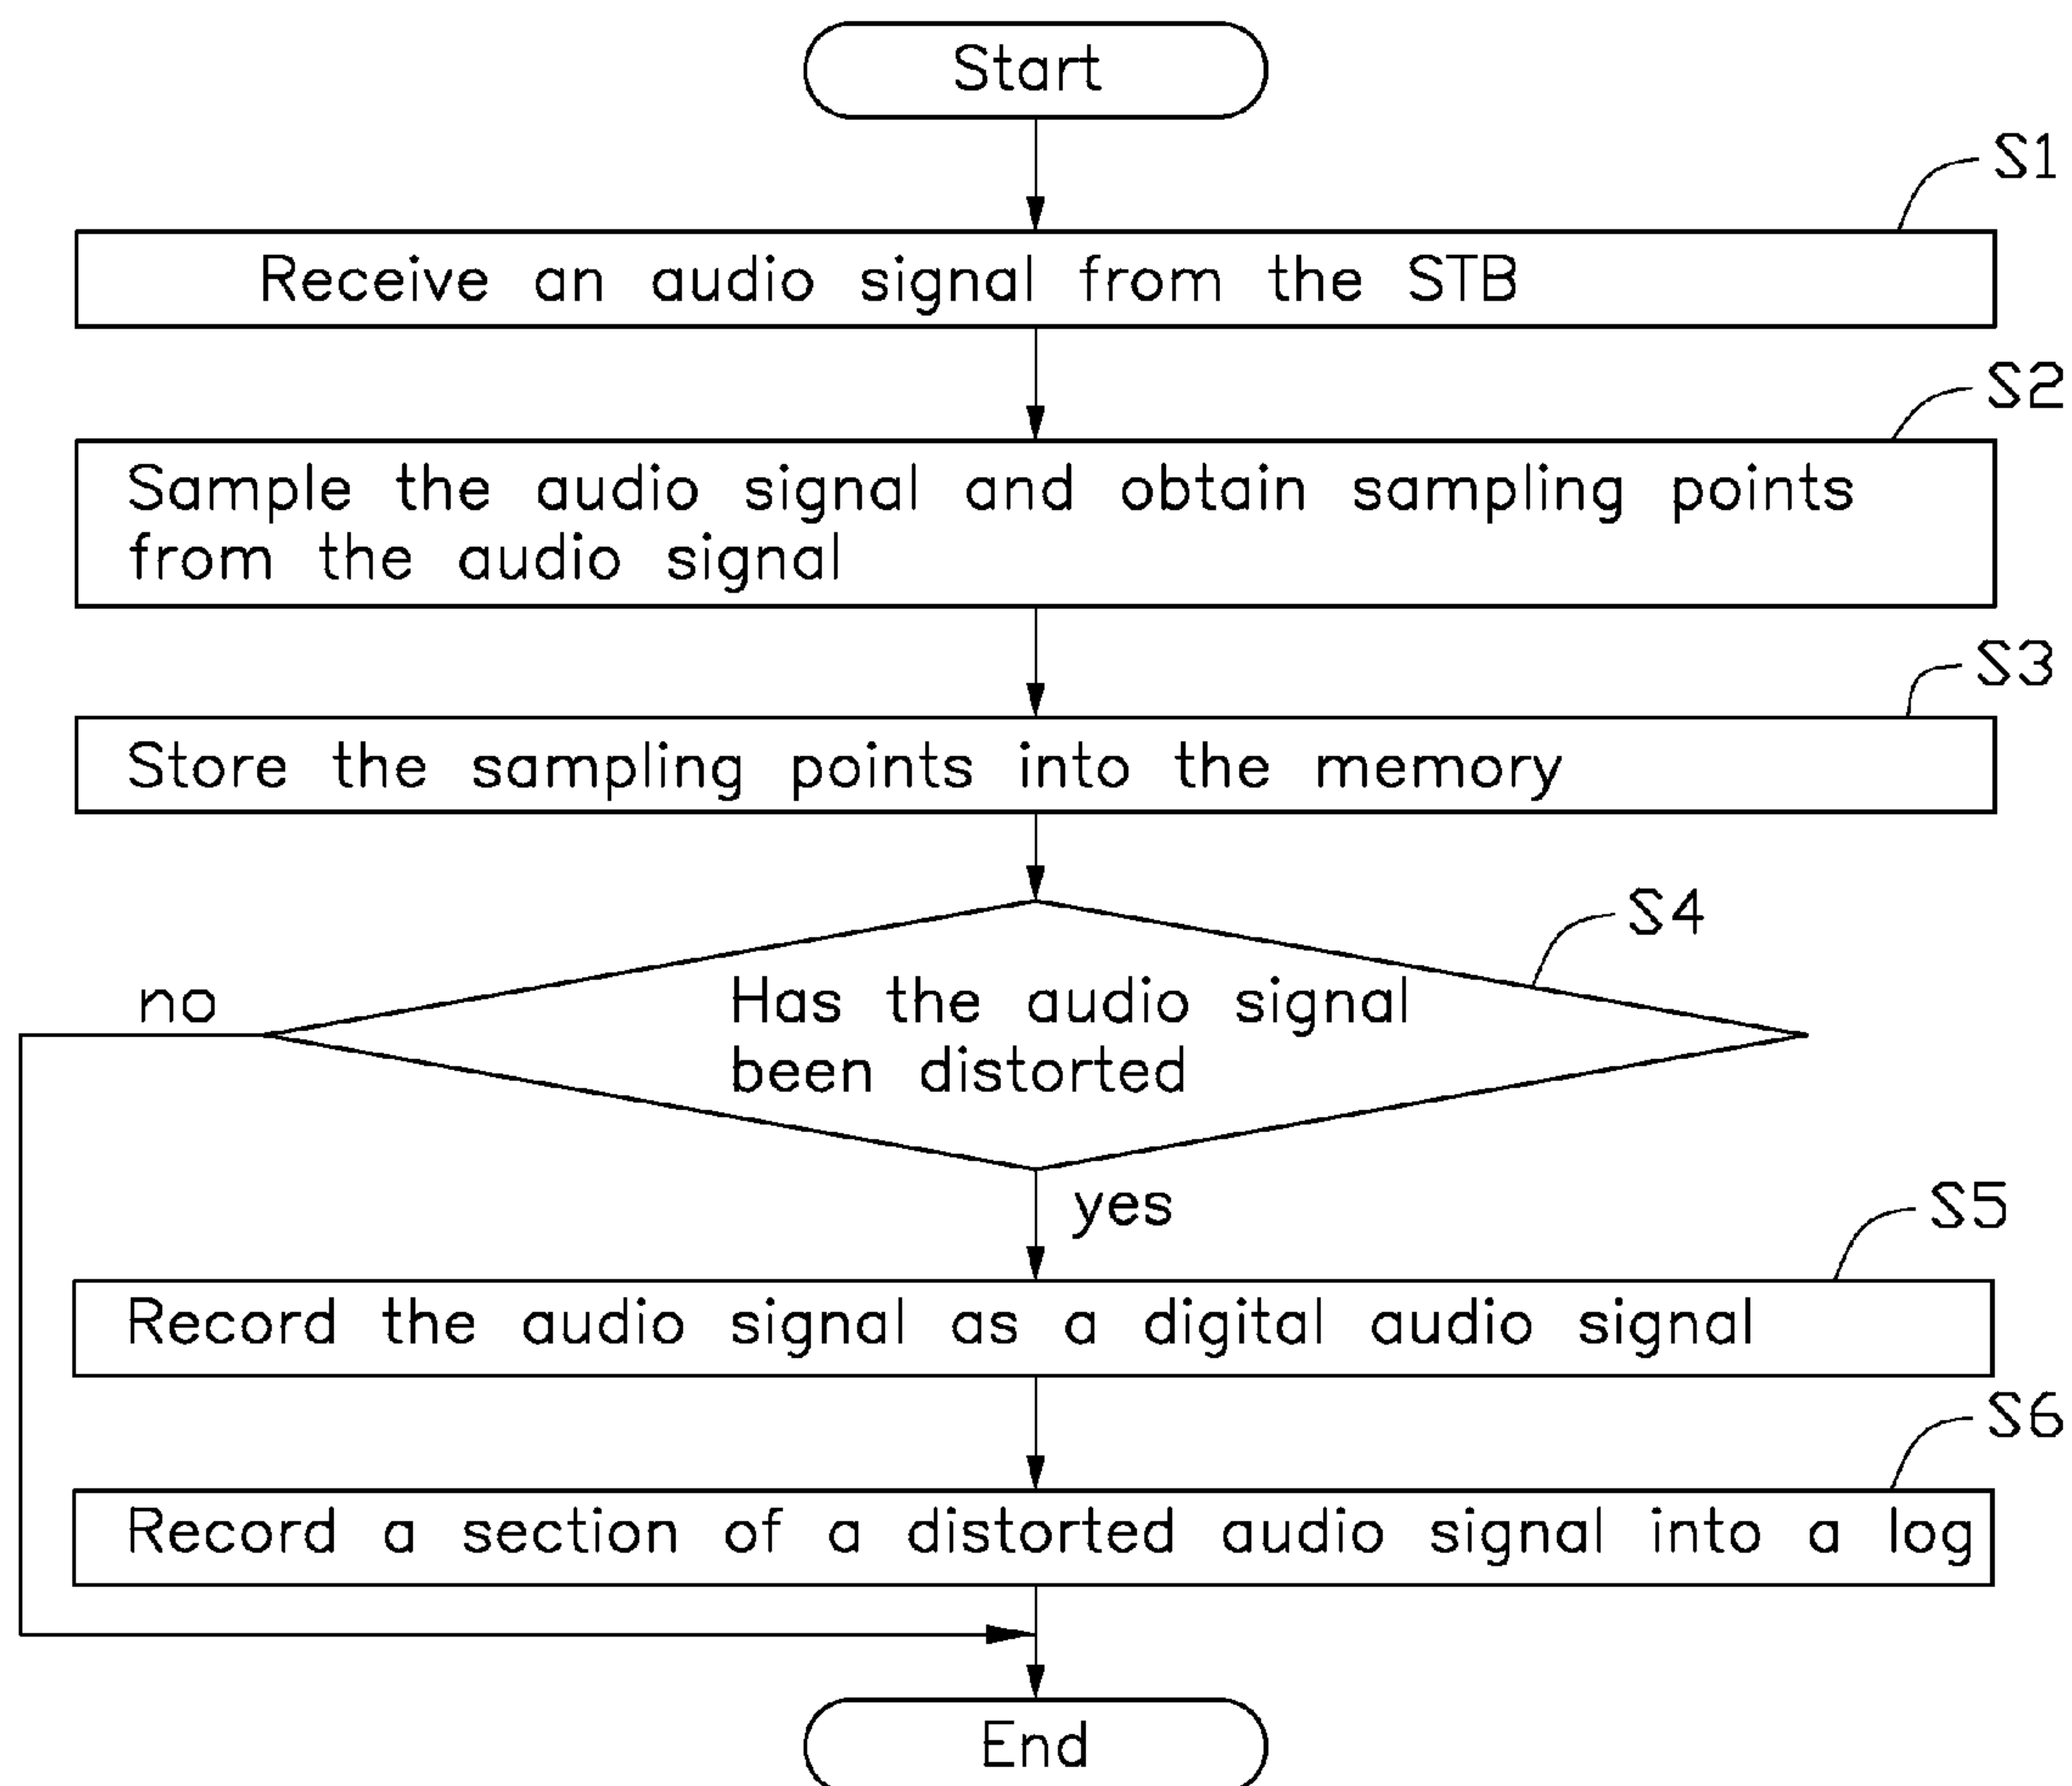 Start
S1
Receive an audio signal from the STB
S2
Sample the audio signal and obtain sampling points
from the audio signal
S3
Store the sampling points into the memory
S4
no
Has the audio signal
been distorted
yes
S5
Record the audio signal as a digital audio signal
S6
Record a section of a distorted audio signal into a log
End